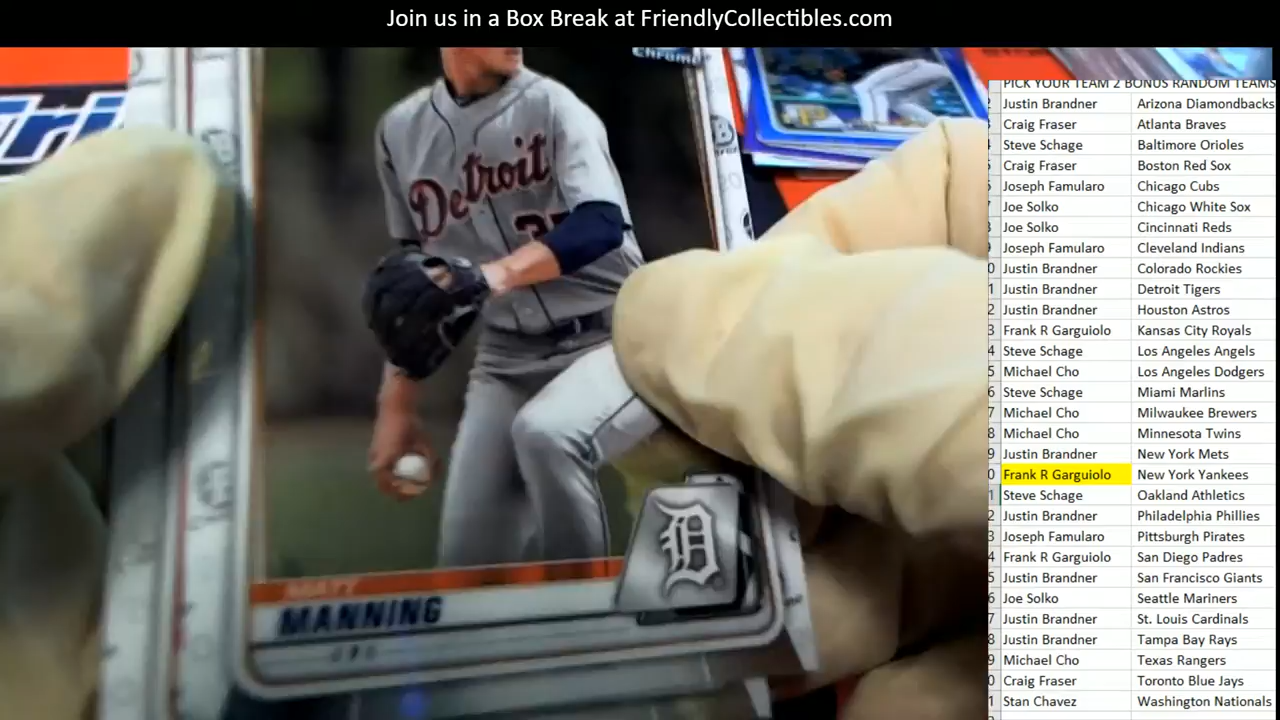 Join us in a Box Break at FriendlyCollectibles.com
chrome
Detroit
D
MATT
MANNING
PICK YOUR TEAM 2 BONUS RANDOM TEAMS
Justin Brandner Arizona Diamondbacks
Craig Fraser Atlanta Braves
Steve Schage Baltimore Orioles
Craig Fraser Boston Red Sox
Joseph Famularo Chicago Cubs
Joe Solko Chicago White Sox
Joe Solko Cincinnati Reds
Joseph Famularo Cleveland Indians
Justin Brandner Colorado Rockies
Justin Brandner Detroit Tigers
Justin Brandner Houston Astros
Frank R Garguiolo Kansas City Royals
Steve Schage Los Angeles Angels
Michael Cho Los Angeles Dodgers
Steve Schage Miami Marlins
Michael Cho Milwaukee Brewers
Michael Cho Minnesota Twins
Justin Brandner New York Mets
Frank R Garguiolo New York Yankees
Steve Schage Oakland Athletics
Justin Brandner Philadelphia Phillies
Joseph Famularo Pittsburgh Pirates
Frank R Garguiolo San Diego Padres
Justin Brandner San Francisco Giants
Joe Solko Seattle Mariners
Justin Brandner St. Louis Cardinals
Justin Brandner Tampa Bay Rays
Michael Cho Texas Rangers
Craig Fraser Toronto Blue Jays
Stan Chavez Washington Nationals